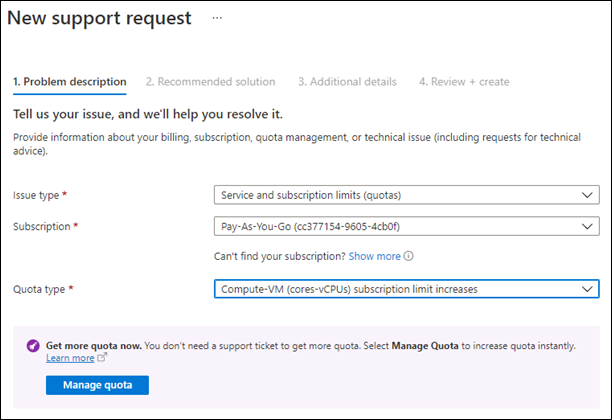 New support request ...
1. Problem description 2. Recommended solution 3. Additional details 4. Review + create
Tell us your issue, and we'll help you resolve it.
Provide information about your billing, subscription, quota management, or technical issue (including requests for technical
advice).
Issue type * Service and subscription limits (quotas)
Subscription * Pay-As-You-Go (cc377154-9605-4cb0f)
Can't find your subscription? Show more
Quota type * Compute-VM (cores-vCPUs) subscription limit increases
Get more quota now. You don't need a support ticket to get more quota. Select Manage Quota to increase quota instantly.
Learn more
Manage quota